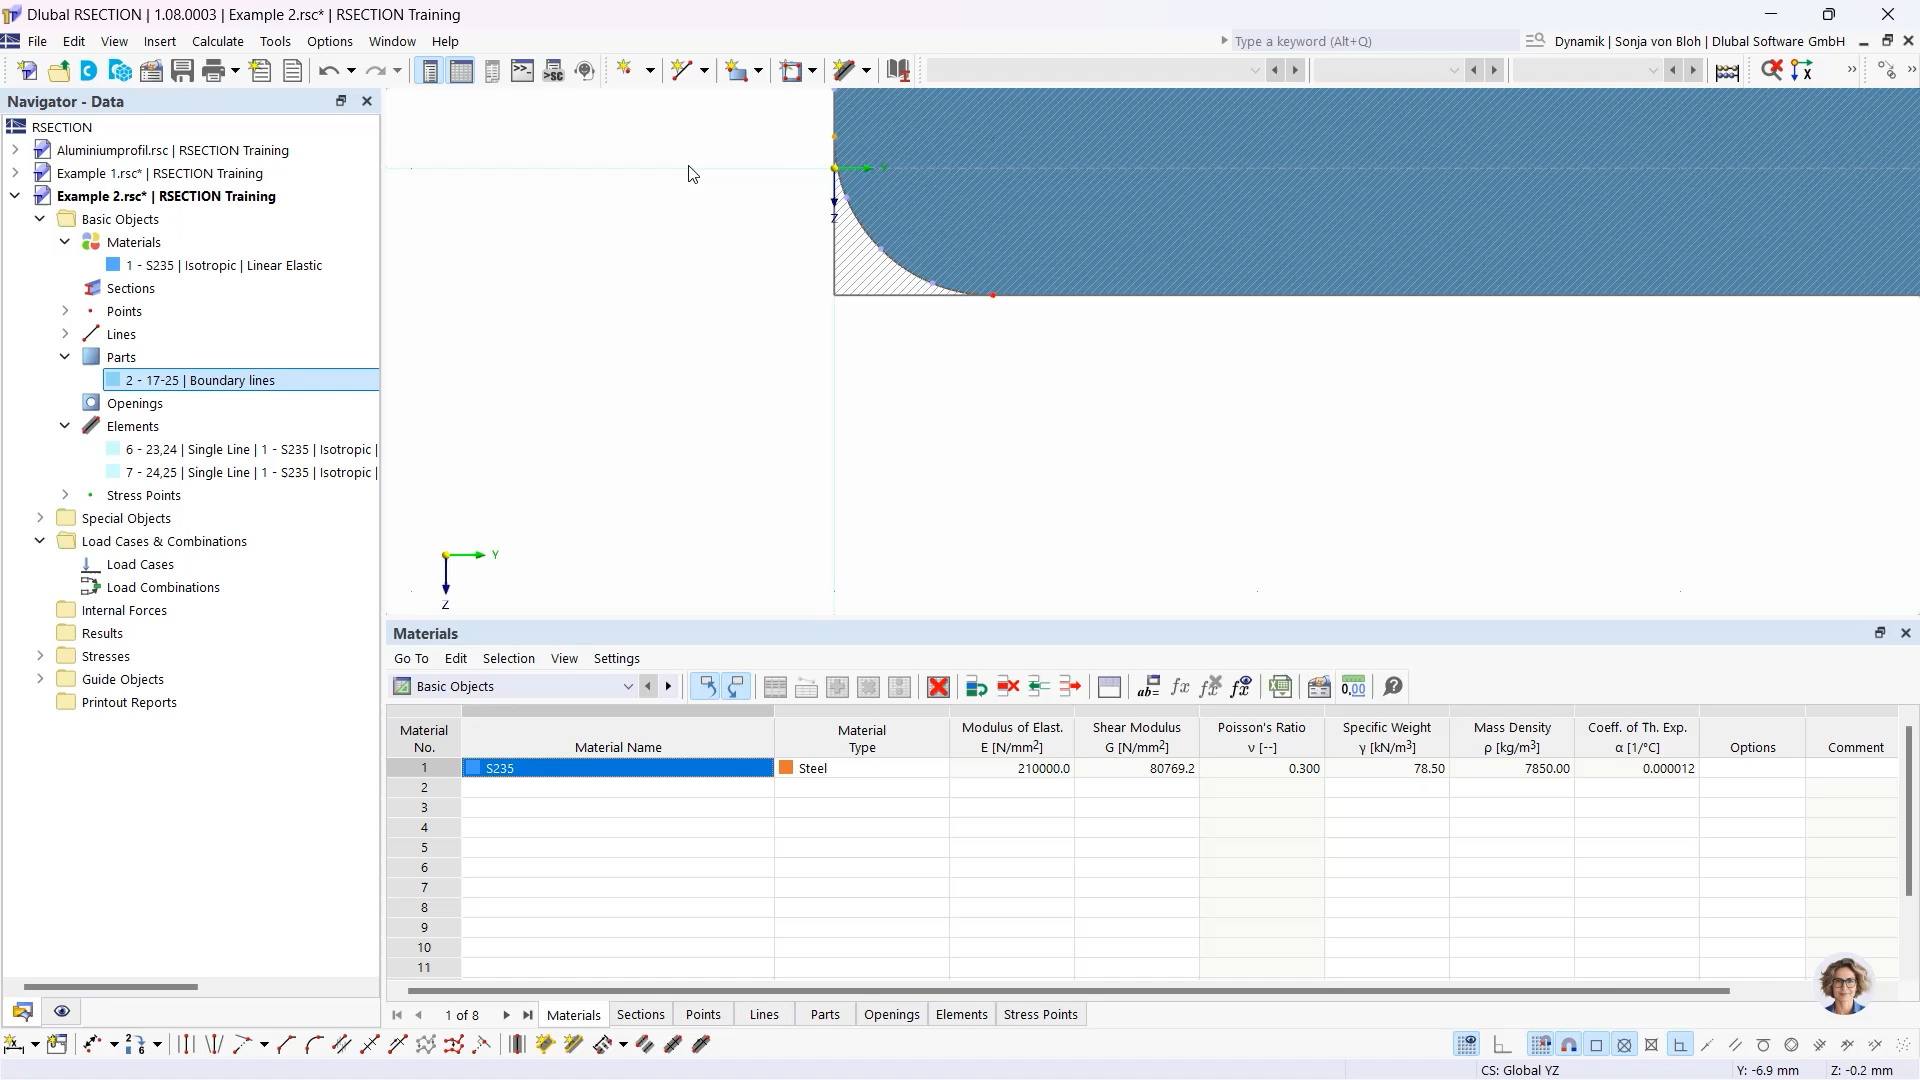 Dlubal RSECTION | 1.08.0003 | Example 2.rsc* | RSECTION Training
File Edit View Insert Calculate Tools Options Window Help
Type a keyword (Alt+Q)
Dynamik | Sonja von Bloh | Dlubal Software GmbH
Navigator - Data
RSECTION
Aluminiumprofil.rsc | RSECTION Training
Example 1.rsc* | RSECTION Training
Example 2.rsc* | RSECTION Training
Basic Objects
Materials
1 - S235 | Isotropic | Linear Elastic
Sections
Points
Lines
Parts
2 - 17-25 | Boundary lines
Openings
Elements
6 - 23,24 | Single Line | 1 - S235 | Isotropic |
7 - 24,25 | Single Line | 1 - S235 | Isotropic |
Stress Points
Special Objects
Load Cases & Combinations
Load Cases
Load Combinations
Internal Forces
Results
Stresses
Guide Objects
Printout Reports
Y
Z
Y
Z
Materials
Go To Edit Selection View Settings
Basic Objects
Material No. Material Name Material Type Modulus of Elast. E [N/mm²] Shear Modulus G [N/mm²] Poisson's Ratio ν [--] Specific Weight γ [kN/m³] Mass Density ρ [kg/m³] Coeff. of Th. Exp. α [1/°C] Options Comment
1 S235 Steel 210000.0 80769.2 0.300 78.50 7850.00 0.000012
2
3
4
5
6
7
8
9
10
11
1 of 8 Materials Sections Points Lines Parts Openings Elements Stress Points
CS: Global YZ Y: -6.9 mm Z: -0.2 mm